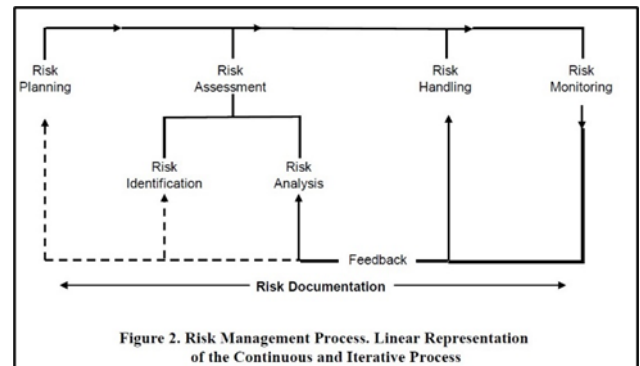 Risk
Planning
Risk
Assessment
Risk
Handling
Risk
Monitoring
Risk
Identification
Risk
Analysis
Feedback
Risk Documentation
Figure 2. Risk Management Process. Linear Representation
of the Continuous and Iterative Process